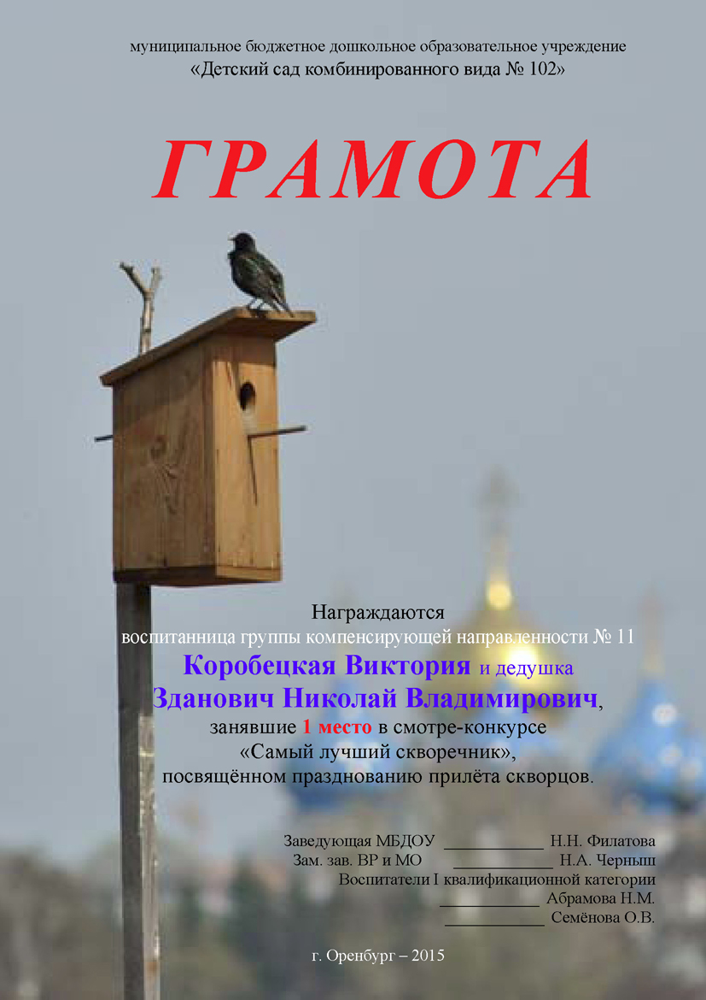 муниципальное бюджетное дошкольное образовательное учреждение
«Детский сад комбинированного вида № 102»
ГРАМОТА
Награждаются
воспитанница группы компенсирующей направленности № 11
Коробецкая Виктория и дедушка
Зданович Николай Владимирович,
занявшие 1 место в смотре-конкурсе
«Самый лучший скворечник»,
посвящённом празднованию прилёта скворцов.
Заведующая МБДОУ ____________ Н.Н. Филатова
Зам. зав. ВР и МО ____________ Н.А. Черныш
Воспитатели I квалификационной категории
____________ Абрамова Н.М.
____________ Семёнова О.В.
г. Оренбург – 2015